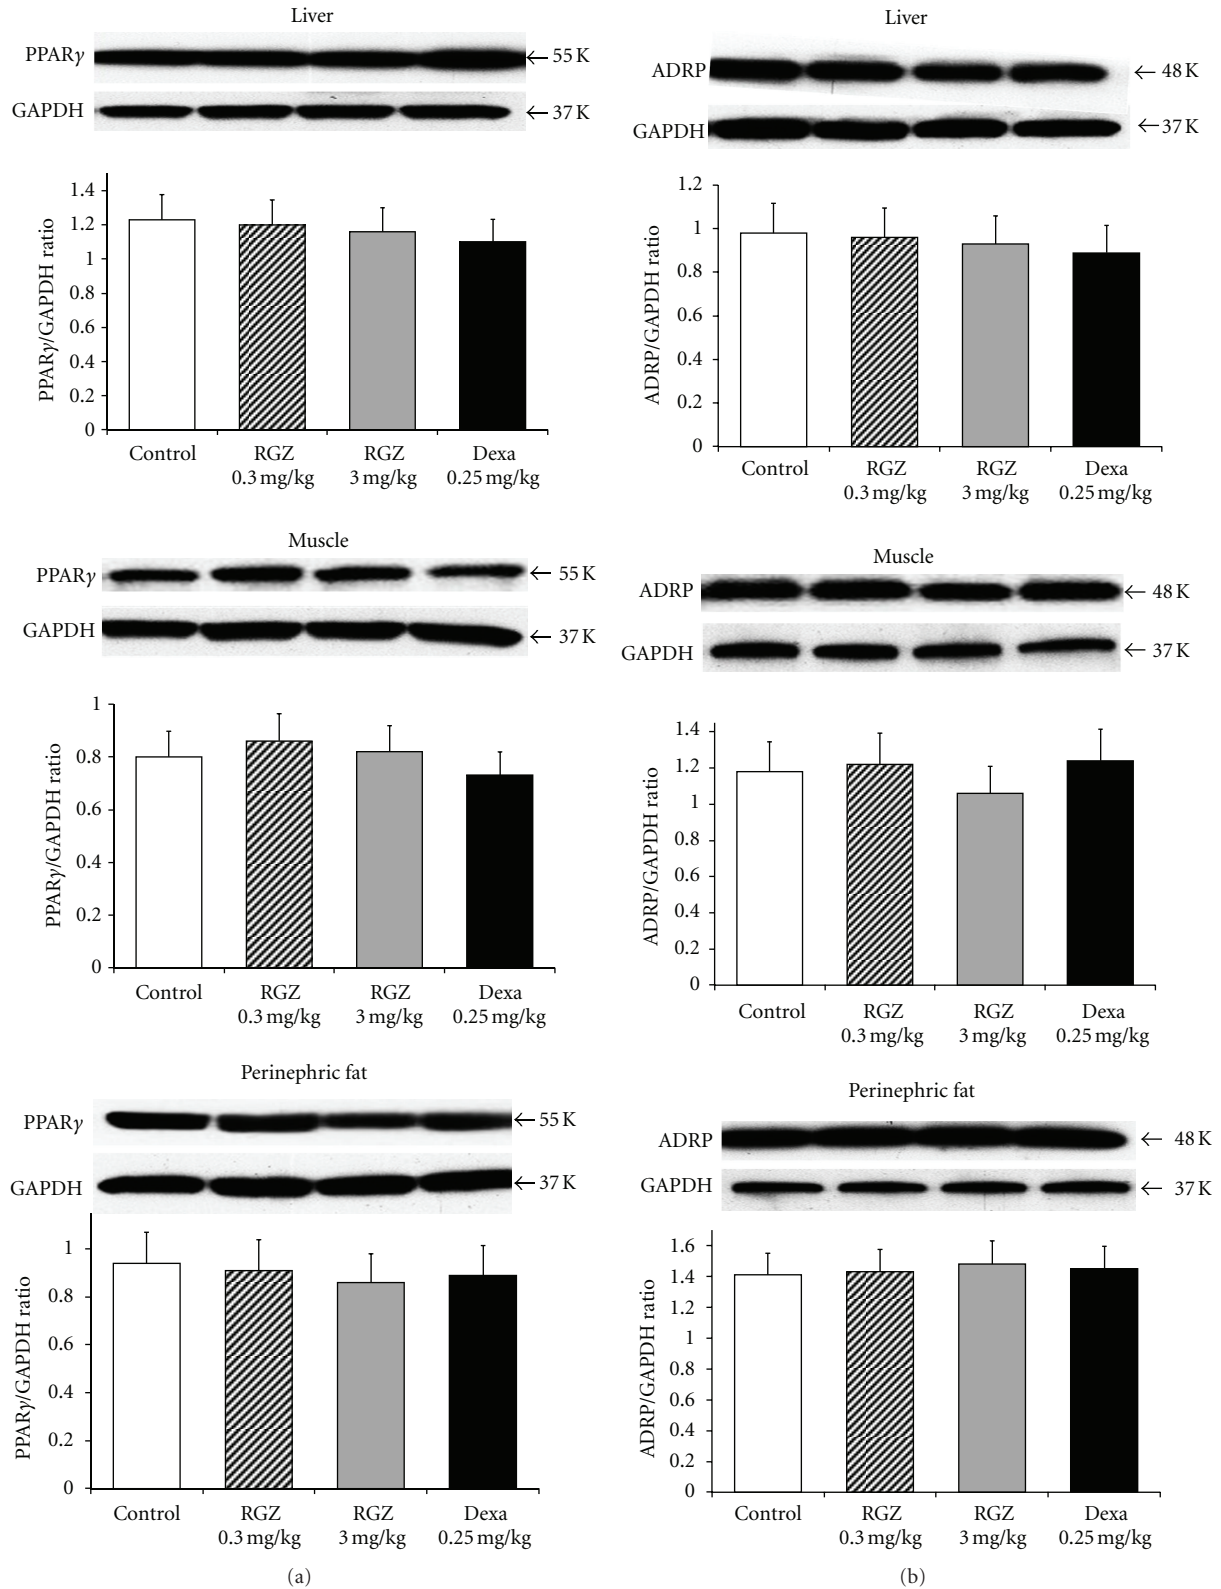 Liver
PPARγ
← 55 K
GAPDH
← 37 K
PPARγ/GAPDH ratio
1.4
1.2
1
0.8
0.6
0.4
0.2
0
Control
RGZ
0.3 mg/kg
RGZ
3 mg/kg
Dexa
0.25 mg/kg
Muscle
PPARγ
← 55 K
GAPDH
← 37 K
PPARγ/GAPDH ratio
1
0.8
0.6
0.4
0.2
0
Control
RGZ
0.3 mg/kg
RGZ
3 mg/kg
Dexa
0.25 mg/kg
Perinephric fat
PPARγ
← 55 K
GAPDH
← 37 K
PPARγ/GAPDH ratio
1
0.8
0.6
0.4
0.2
0
Control
RGZ
0.3 mg/kg
RGZ
3 mg/kg
Dexa
0.25 mg/kg
(a)
Liver
ADRP
← 48 K
GAPDH
← 37 K
ADRP/GAPDH ratio
1.2
1
0.8
0.6
0.4
0.2
0
Control
RGZ
0.3 mg/kg
RGZ
3 mg/kg
Dexa
0.25 mg/kg
Muscle
ADRP
← 48 K
GAPDH
← 37 K
ADRP/GAPDH ratio
1.4
1.2
1
0.8
0.6
0.4
0.2
0
Control
RGZ
0.3 mg/kg
RGZ
3 mg/kg
Dexa
0.25 mg/kg
Perinephric fat
ADRP
← 48 K
GAPDH
← 37 K
ADRP/GAPDH ratio
1.6
1.4
1.2
1
0.8
0.6
0.4
0.2
0
Control
RGZ
0.3 mg/kg
RGZ
3 mg/kg
Dexa
0.25 mg/kg
(b)